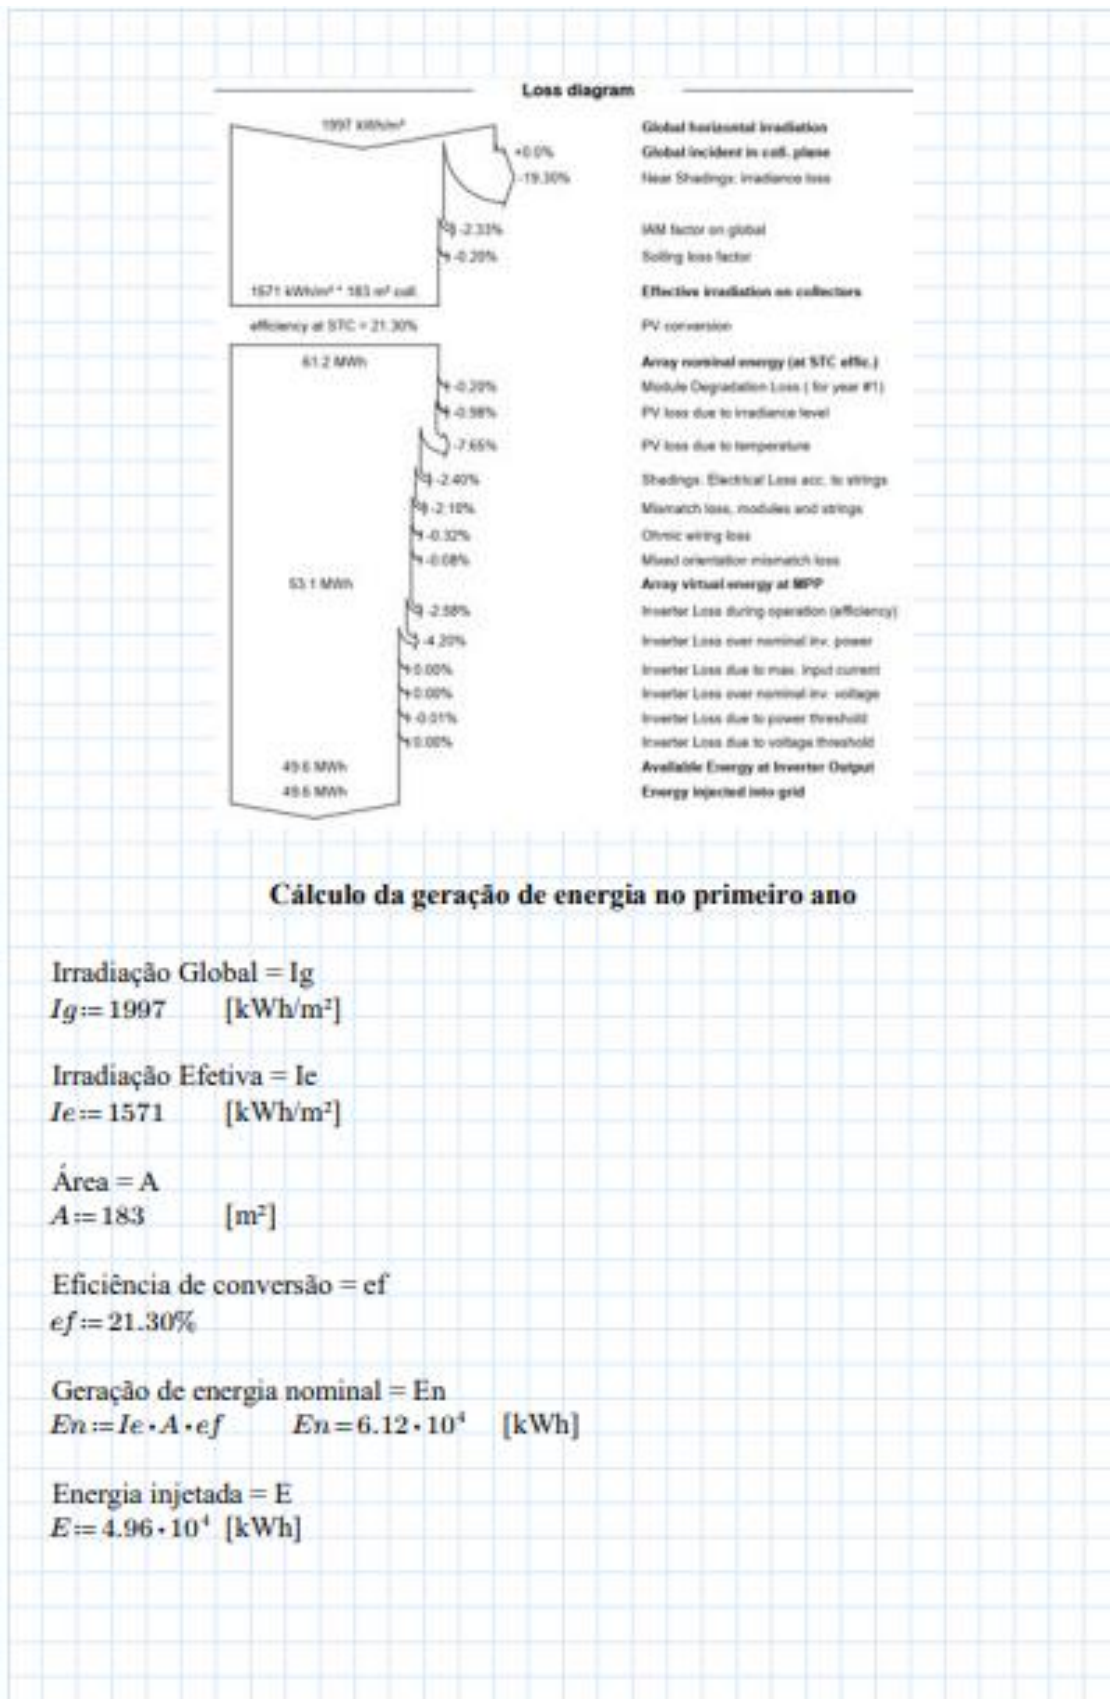 Loss diagram
1997 kWh/m² Global horizontal irradiation
+0.0% Global incident in coll. plane
-19.30% Near Shadings: irradiance loss
-2.33% IAM factor on global
-0.20% Soiling loss factor
1571 kWh/m² * 183 m² coll. Effective irradiation on collectors
efficiency at STC = 21.30% PV conversion
61.2 MWh Array nominal energy (at STC effic.)
-0.20% Module Degradation Loss ( for year #1)
-0.98% PV loss due to irradiance level
-7.65% PV loss due to temperature
-2.40% Shadings: Electrical Loss acc. to strings
-2.10% Mismatch loss, modules and strings
-0.32% Ohmic wiring loss
-0.08% Mixed orientation mismatch loss
53.1 MWh Array virtual energy at MPP
-2.58% Inverter Loss during operation (efficiency)
-4.20% Inverter Loss over nominal inv. power
0.00% Inverter Loss due to max. input current
0.00% Inverter Loss over nominal inv. voltage
-0.01% Inverter Loss due to power threshold
0.00% Inverter Loss due to voltage threshold
49.6 MWh Available Energy at Inverter Output
49.6 MWh Energy injected into grid
Cálculo da geração de energia no primeiro ano
Irradiação Global = Ig
Ig:=1997 [kWh/m²]
Irradiação Efetiva = Ie
Ie:=1571 [kWh/m²]
Área = A
A:=183 [m²]
Eficiência de conversão = ef
ef:=21.30%
Geração de energia nominal = En
En:=Ie·A·ef En=6.12·10⁴ [kWh]
Energia injetada = E
E:=4.96·10⁴ [kWh]